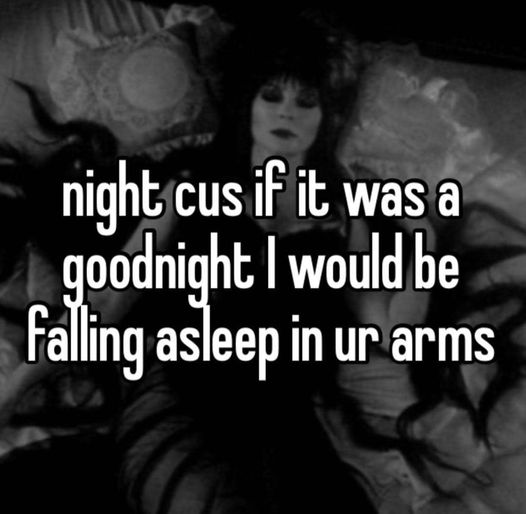 night cus if it was a
goodnight I would be
falling asleep in ur arms